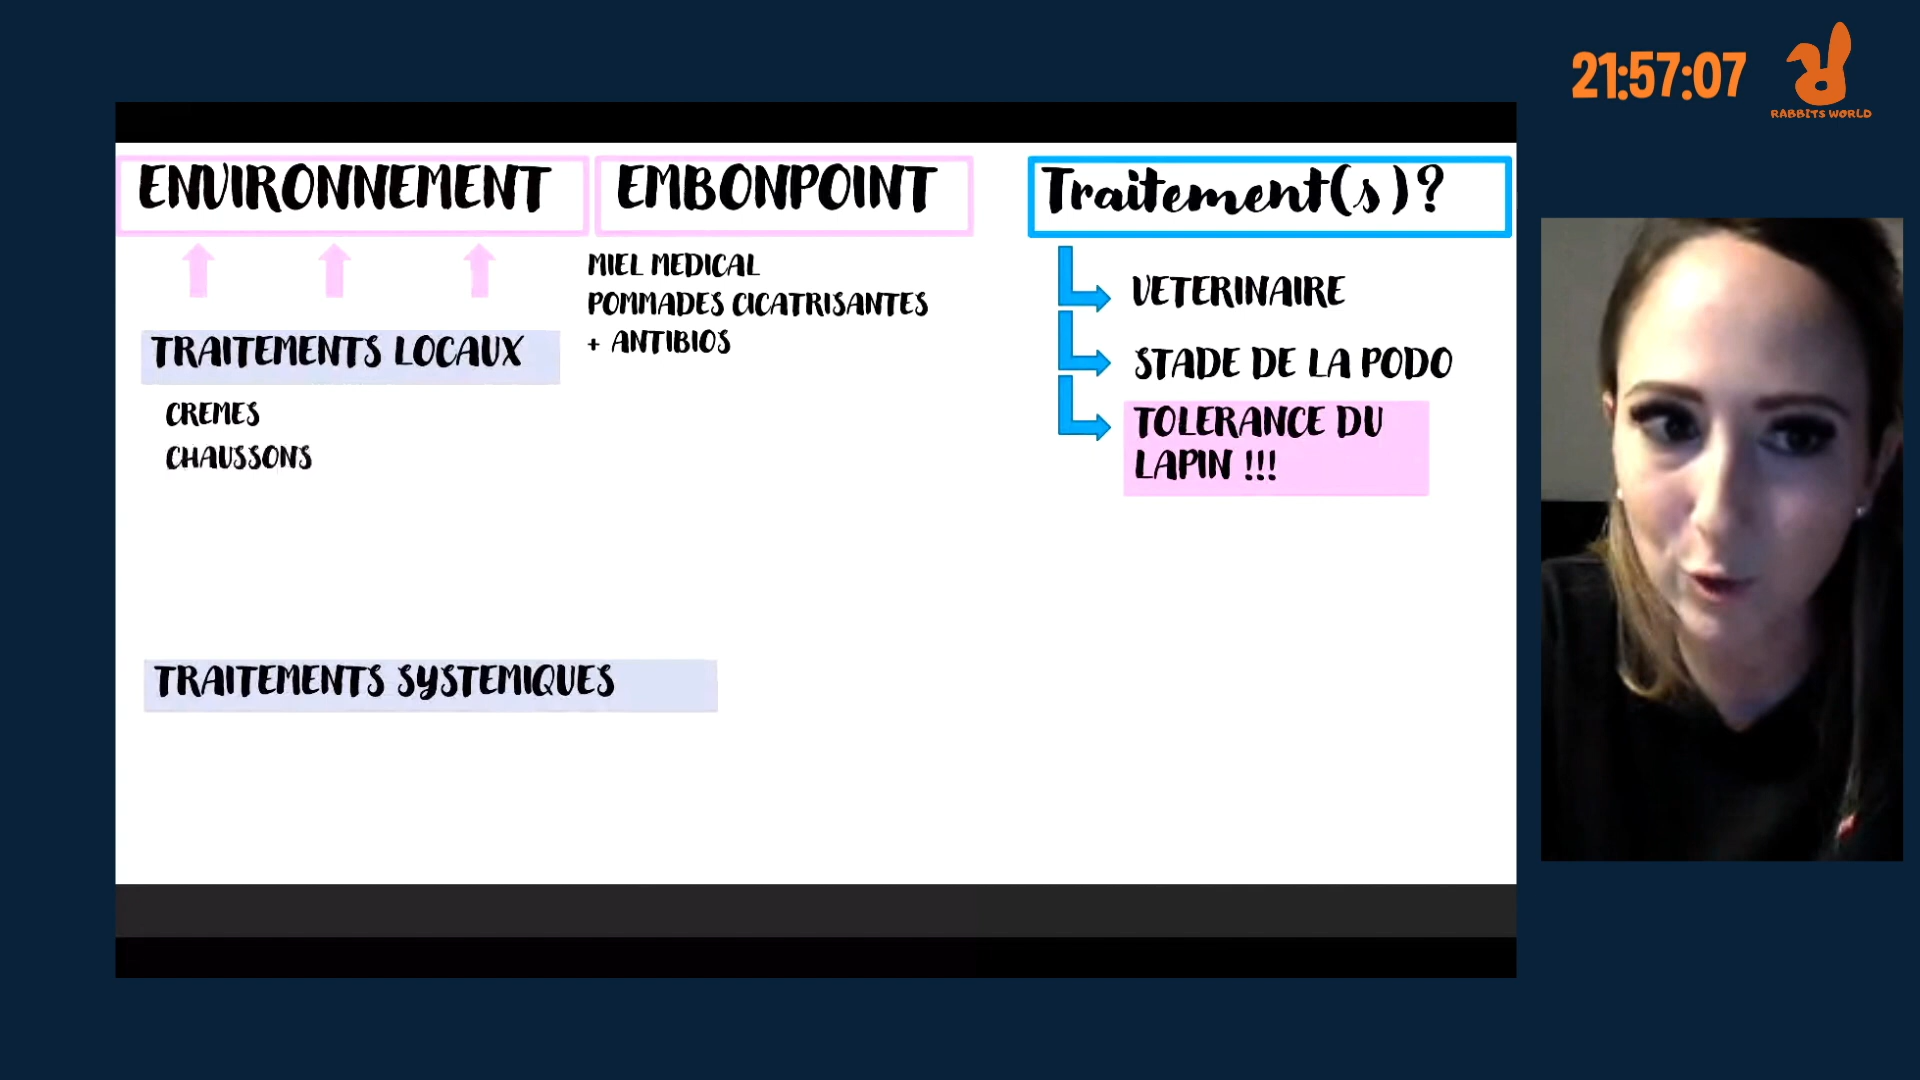 21:57:07
RABBITS WORLD
ENVIRONNEMENT
EMBONPOINT
Traitement(s)?
MIEL MEDICAL
POMMADES CICATRISANTES
+ ANTIBIOS
TRAITEMENTS LOCAUX
CREMES
CHAUSSONS
VETERINAIRE
STADE DE LA PODO
TOLERANCE DU
LAPIN !!!
TRAITEMENTS SYSTEMIQUES